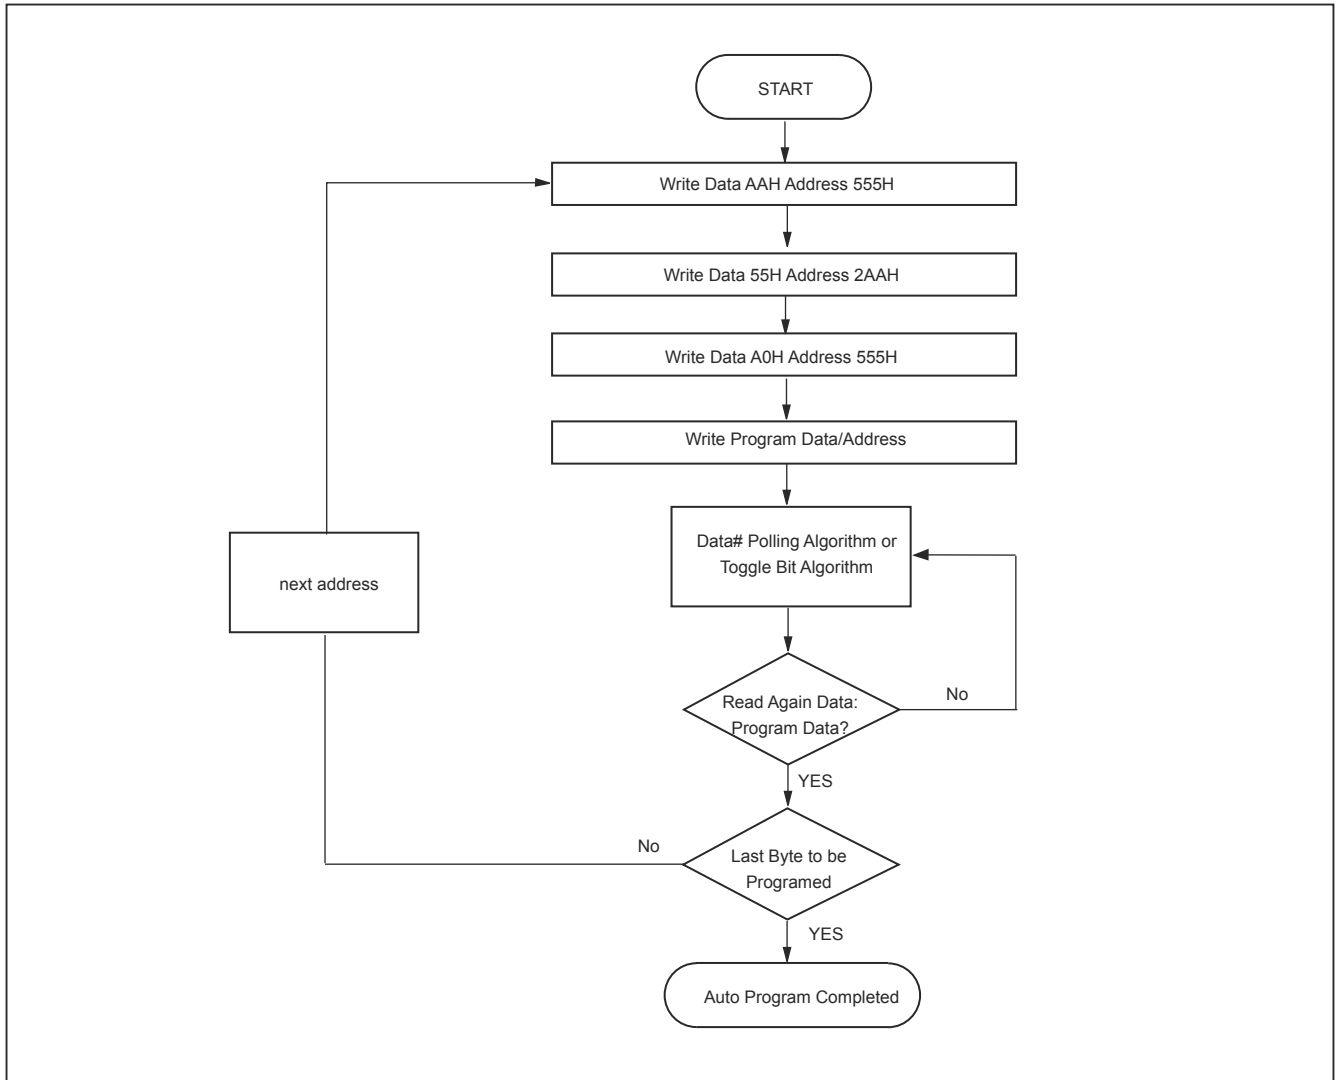 START
Write Data AAH Address 555H
Write Data 55H Address 2AAH
Write Data A0H Address 555H
Write Program Data/Address
Data# Polling Algorithm or
Toggle Bit Algorithm
next address
Read Again Data:
Program Data?
No
YES
No
Last Byte to be
Programed
YES
Auto Program Completed